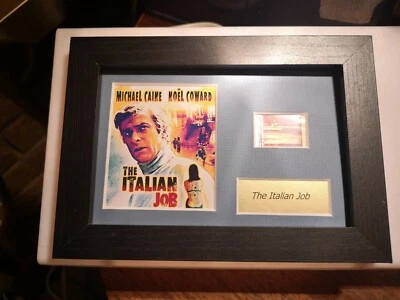 MICHAEL CAINE NOËL COWARD
THE
ITALIAN
JOB
The Italian Job